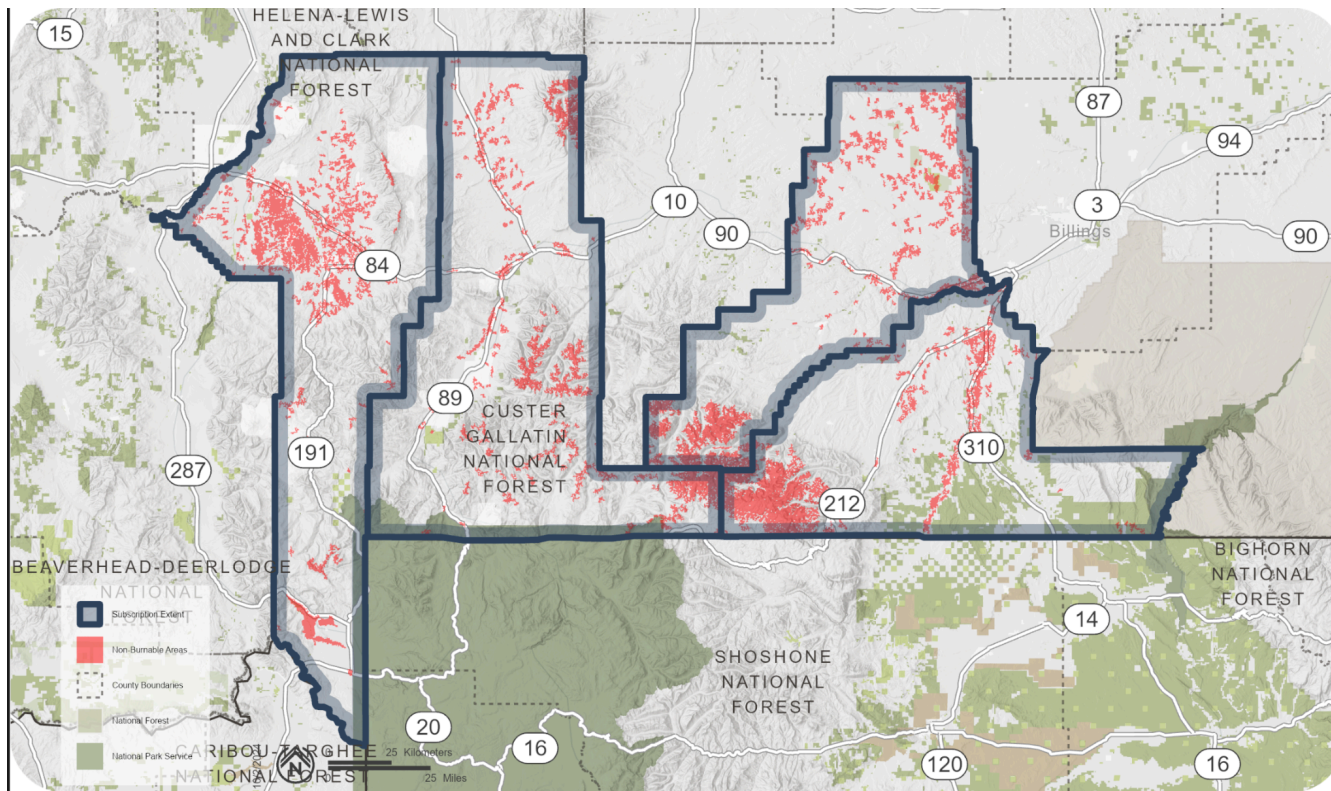 HELENA-LEWIS
AND CLARK
NATIONAL
FOREST
15
87
94
10
3
90
Billings
90
84
89
CUSTER
GALLATIN
NATIONAL
FOREST
191
310
287
212
BEAVERHEAD-DEERLODGE
NATIONAL
FOREST
BIGHORN
NATIONAL
FOREST
Subscription Extent
Non-Burnable Areas
County Boundaries
National Forest
National Park Service
14
SHOSHONE
NATIONAL
FOREST
20
16
CARIBOU-TARGHEE
NATIONAL FOREST
25 Kilometers
25 Miles
120
16